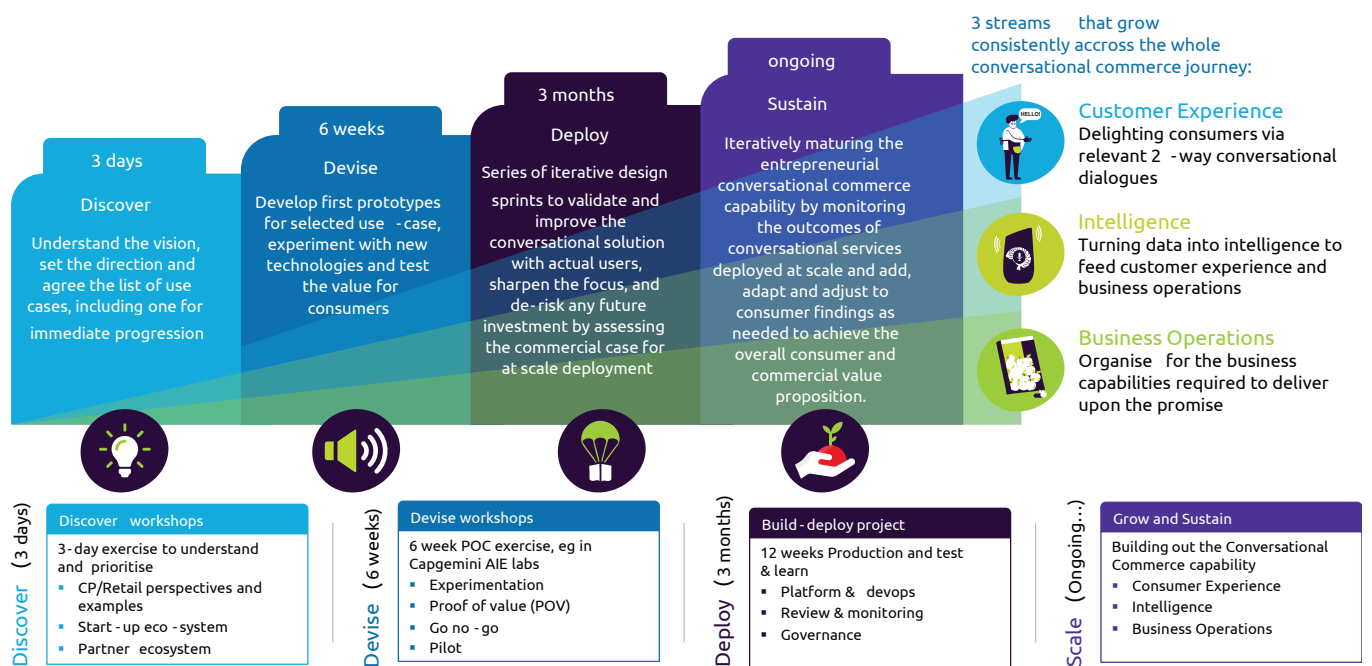 3 days
Discover
Understand the vision,
set the direction and
agree the list of use
cases, including one for
immediate progression
6 weeks
Devise
Develop first prototypes
for selected use -case,
experiment with new
technologies and test
the value for
consumers
3 months
Deploy
Series of iterative design
sprints to validate and
improve the
conversational solution
with actual users,
sharpen the focus, and
de-risk any future
investment by assessing
the commercial case for
at scale deployment
ongoing
Sustain
Iteratively maturing the
entrepreneurial
conversational commerce
capability by monitoring
the outcomes of
conversational services
deployed at scale and add,
adapt and adjust to
consumer findings as
needed to achieve the
overall consumer and
commercial value
proposition.
3 streams that grow
consistently accross the whole
conversational commerce journey:
HELLO!
Customer Experience
Delighting consumers via
relevant 2 -way conversational
dialogues
Intelligence
Turning data into intelligence to
feed customer experience and
business operations
Business Operations
Organise for the business
capabilities required to deliver
upon the promise
Discover (3 days)
Discover workshops
3-day exercise to understand
and prioritise
▪ CP/Retail perspectives and
examples
▪ Start -up eco -system
▪ Partner ecosystem
Devise (6 weeks)
Devise workshops
6 week POC exercise, eg in
Capgemini AIE labs
▪ Experimentation
▪ Proof of value (POV)
▪ Go no -go
▪ Pilot
Deploy (3 months)
Build -deploy project
12 weeks Production and test
& learn
▪ Platform & devops
▪ Review & monitoring
▪ Governance
Scale (Ongoing...)
Grow and Sustain
Building out the Conversational
Commerce capability
▪ Consumer Experience
▪ Intelligence
▪ Business Operations